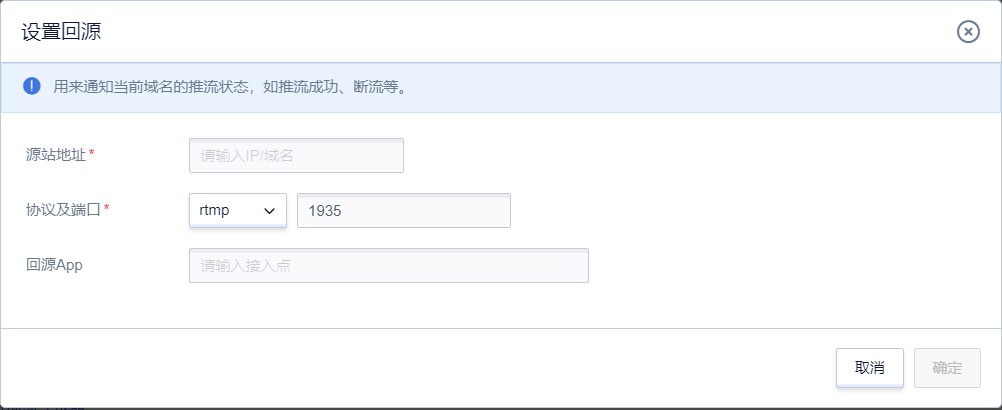 设置回源
用来通知当前域名的推流状态，如推流成功、断流等。
源站地址* 请输入IP/域名
协议及端口* rtmp 1935
回源App 请输入接入点
取消 确定